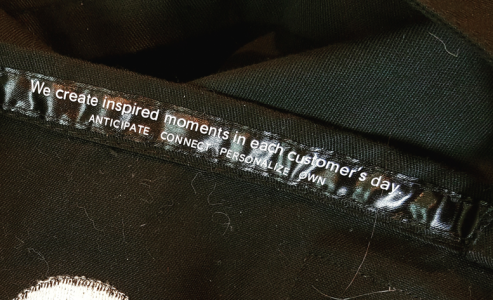 We create inspired moments in each customer's day.
ANTICIPATE CONNECT PERSONALIZE OWN